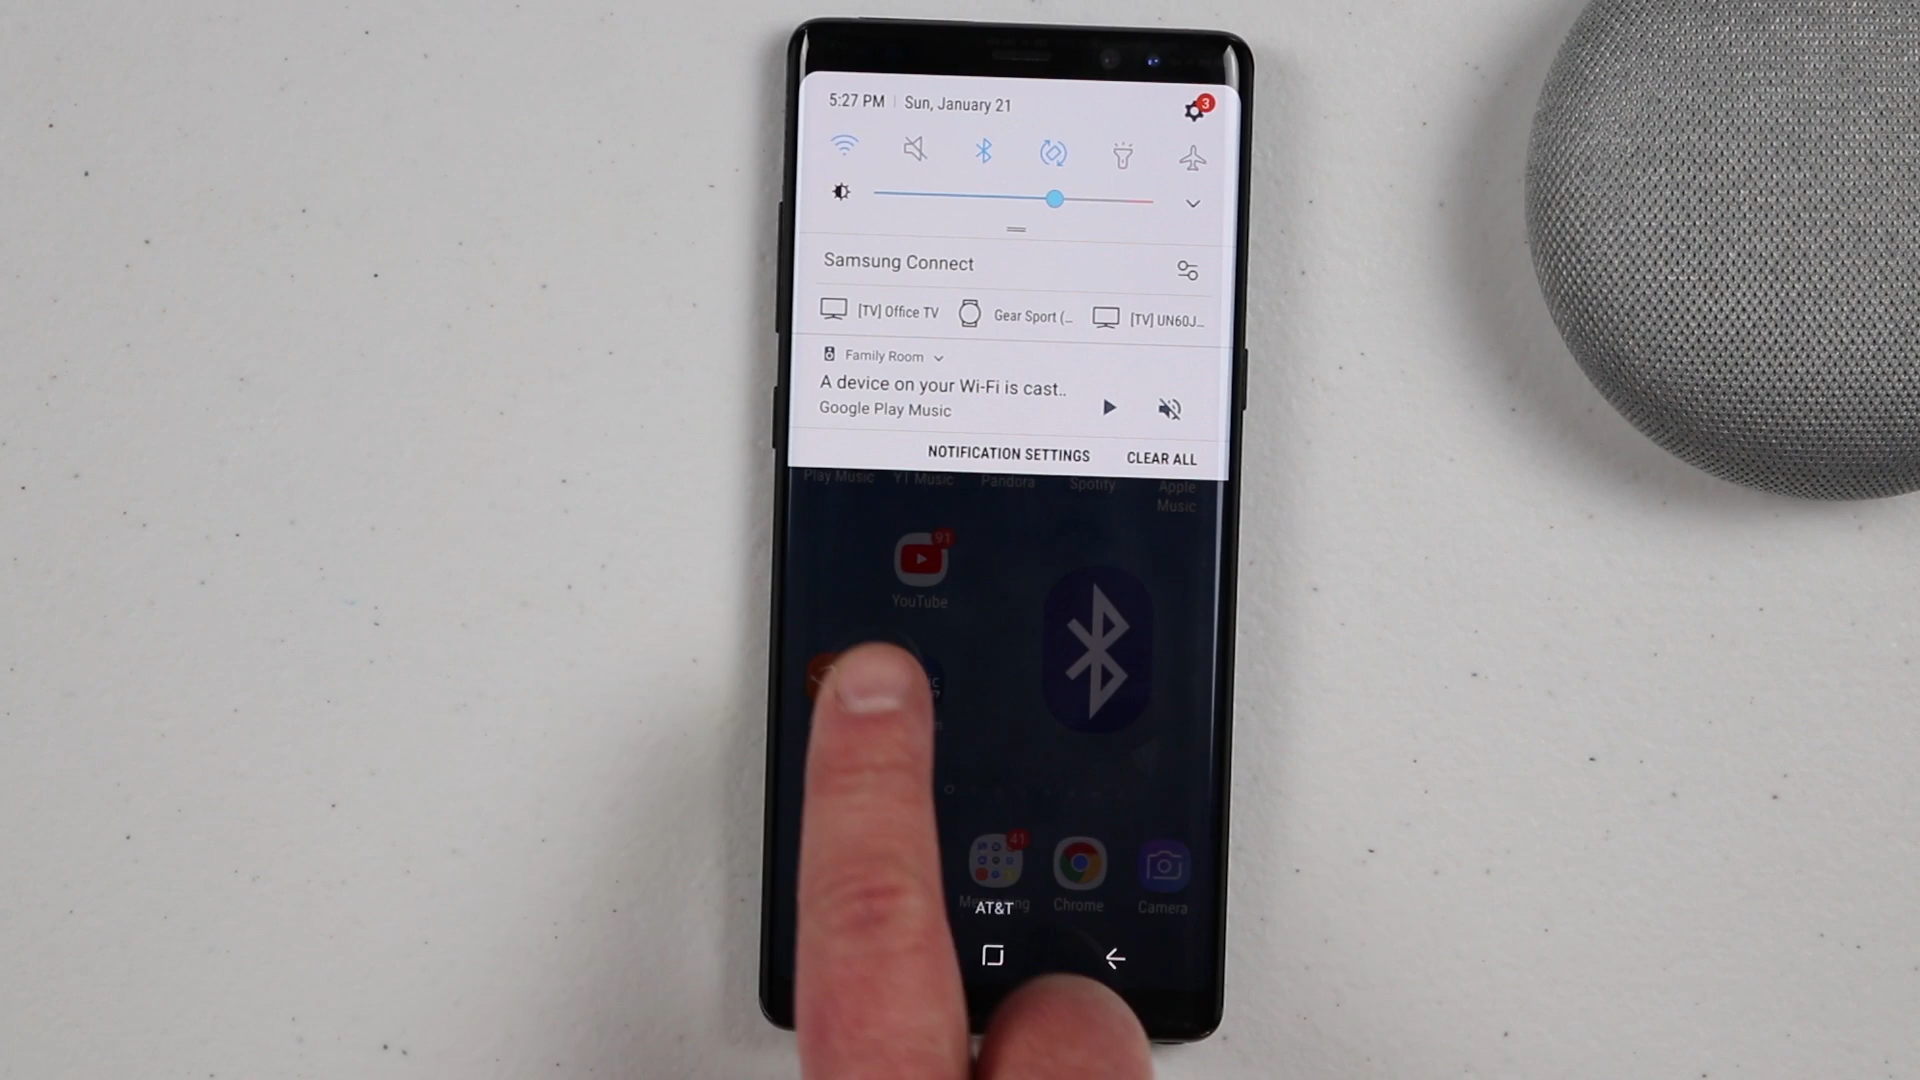 5:27 PM | Sun, January 21
3
Samsung Connect
[TV] Office TV
Gear Sport (...
[TV] UN60J...
Family Room
A device on your Wi-Fi is cast..
Google Play Music
NOTIFICATION SETTINGS
CLEAR ALL
Play Music
YT Music
Pandora
Spotify
Apple
Music
91
YouTube
41
Chrome
Camera
AT&T